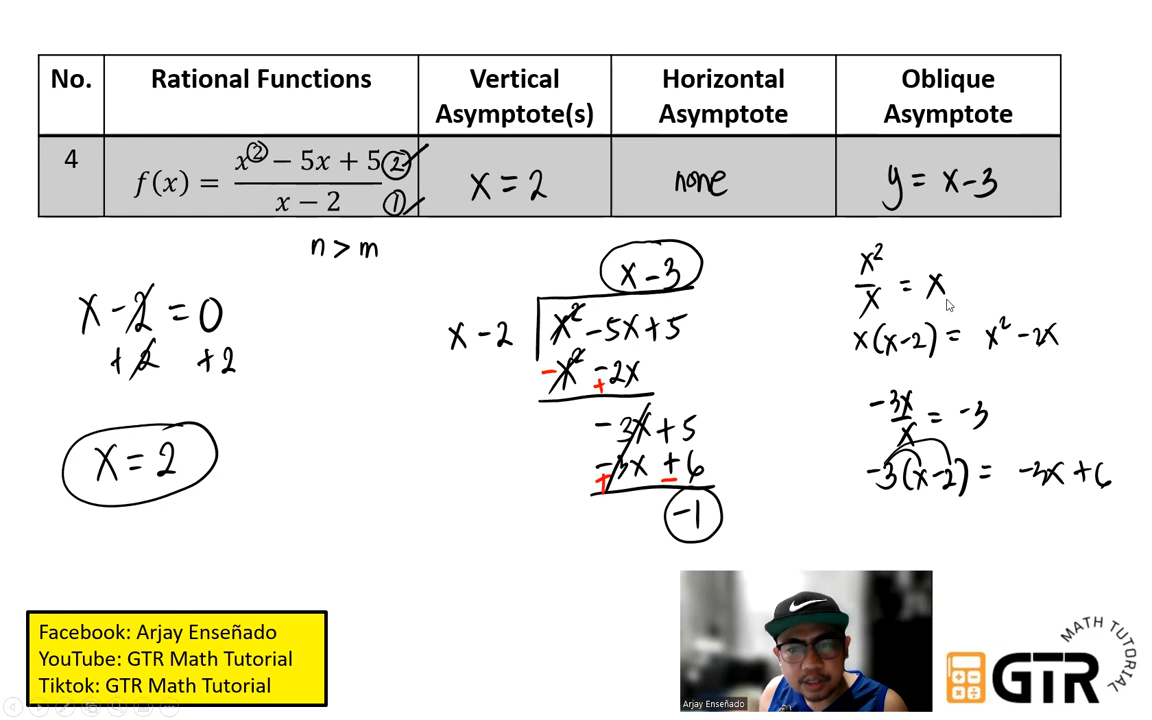 No. Rational Functions Vertical Asymptote(s) Horizontal Asymptote Oblique Asymptote
4 f(x) = (x² − 5x + 5)/(x − 2) ② ① x = 2 none y = x - 3
n > m
x - 2 = 0
+2 +2
x = 2
x - 3
x - 2 x² - 5x + 5
- x² - 2x
+
- 3x + 5
- 3x + 6
+ -
-1
x²/x = x
x(x-2) = x² - 2x
-3x/x = -3
-3(x-2) = -3x + 6
Facebook: Arjay Enseñado
YouTube: GTR Math Tutorial
Tiktok: GTR Math Tutorial
Arjay Enseñado
GTR
MATH TUTORIAL